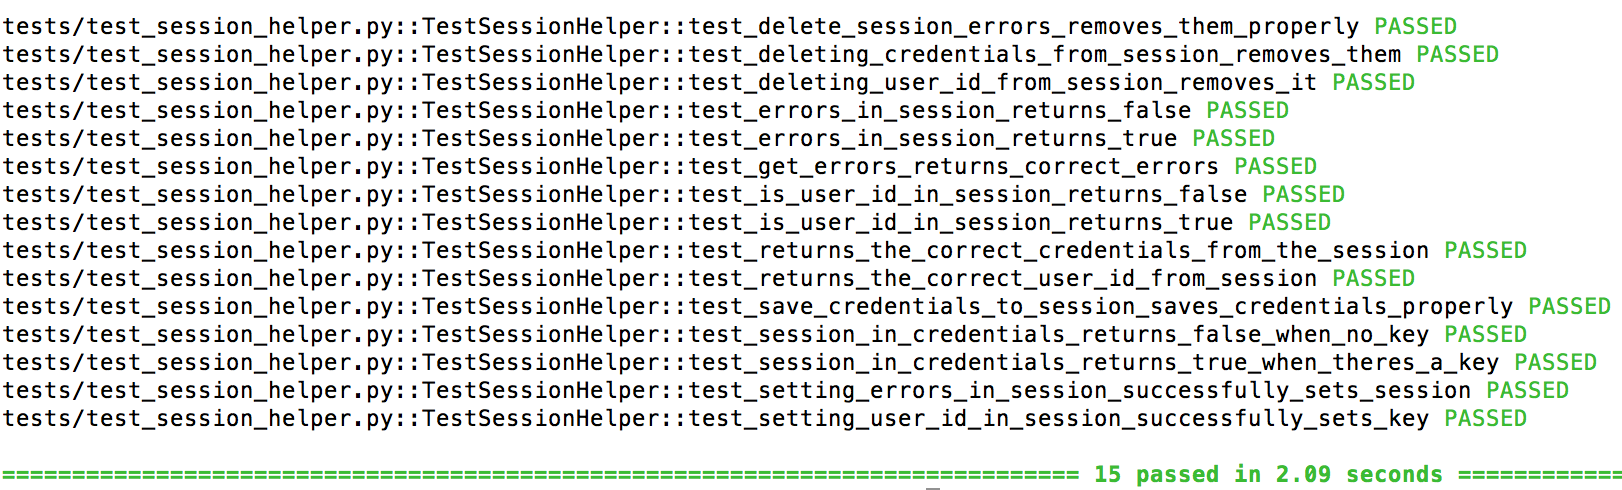 tests/test_session_helper.py::TestSessionHelper::test_delete_session_errors_removes_them_properly PASSED
tests/test_session_helper.py::TestSessionHelper::test_deleting_credentials_from_session_removes_them PASSED
tests/test_session_helper.py::TestSessionHelper::test_deleting_user_id_from_session_removes_it PASSED
tests/test_session_helper.py::TestSessionHelper::test_errors_in_session_returns_false PASSED
tests/test_session_helper.py::TestSessionHelper::test_errors_in_session_returns_true PASSED
tests/test_session_helper.py::TestSessionHelper::test_get_errors_returns_correct_errors PASSED
tests/test_session_helper.py::TestSessionHelper::test_is_user_id_in_session_returns_false PASSED
tests/test_session_helper.py::TestSessionHelper::test_is_user_id_in_session_returns_true PASSED
tests/test_session_helper.py::TestSessionHelper::test_returns_the_correct_credentials_from_the_session PASSED
tests/test_session_helper.py::TestSessionHelper::test_returns_the_correct_user_id_from_session PASSED
tests/test_session_helper.py::TestSessionHelper::test_save_credentials_to_session_saves_credentials_properly PASSED
tests/test_session_helper.py::TestSessionHelper::test_session_in_credentials_returns_false_when_no_key PASSED
tests/test_session_helper.py::TestSessionHelper::test_session_in_credentials_returns_true_when_theres_a_key PASSED
tests/test_session_helper.py::TestSessionHelper::test_setting_errors_in_session_successfully_sets_session PASSED
tests/test_session_helper.py::TestSessionHelper::test_setting_user_id_in_session_successfully_sets_key PASSED
============================================================================= 15 passed in 2.09 seconds ============